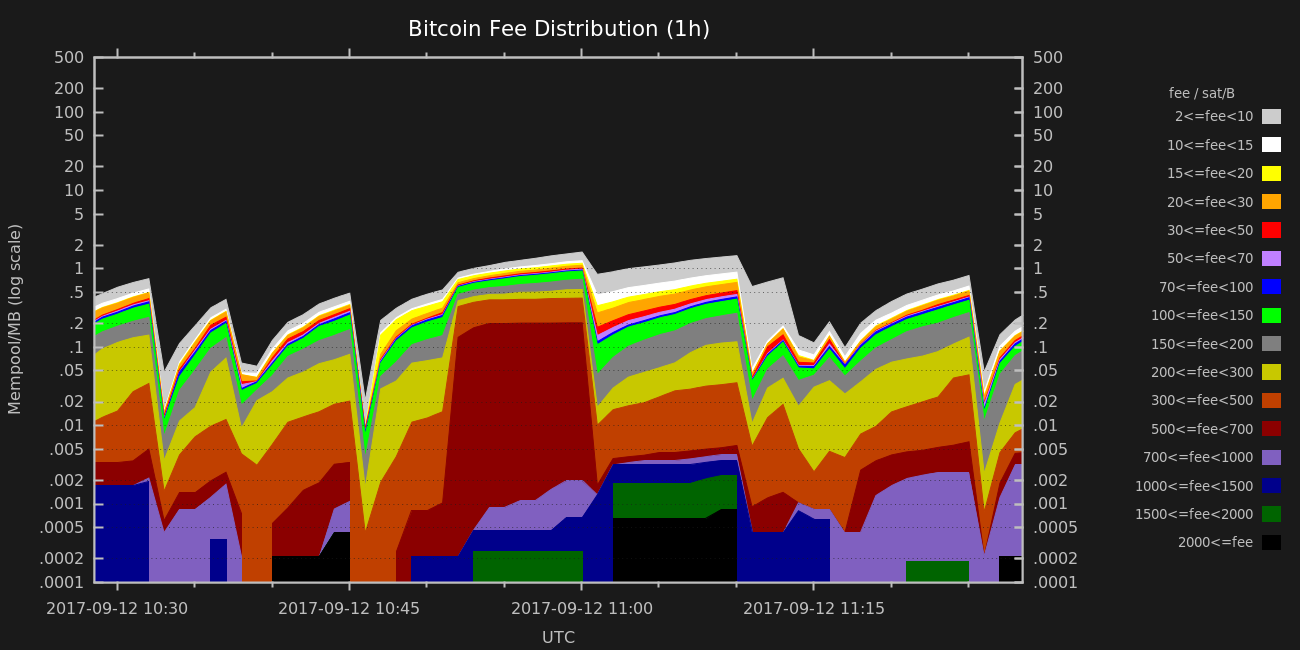 Bitcoin Fee Distribution (1h)
500 500
200 200
100 100
50 50
20 20
10 10
5 5
2 2
1 1
.5 .5
.2 .2
.1 .1
.05 .05
.02 .02
.01 .01
.005 .005
.002 .002
.001 .001
.0005 .0005
.0002 .0002
.0001 .0001
Mempool/MB (log scale)
2017-09-12 10:30 2017-09-12 10:45 2017-09-12 11:00 2017-09-12 11:15
UTC
fee / sat/B
2<=fee<10
10<=fee<15
15<=fee<20
20<=fee<30
30<=fee<50
50<=fee<70
70<=fee<100
100<=fee<150
150<=fee<200
200<=fee<300
300<=fee<500
500<=fee<700
700<=fee<1000
1000<=fee<1500
1500<=fee<2000
2000<=fee